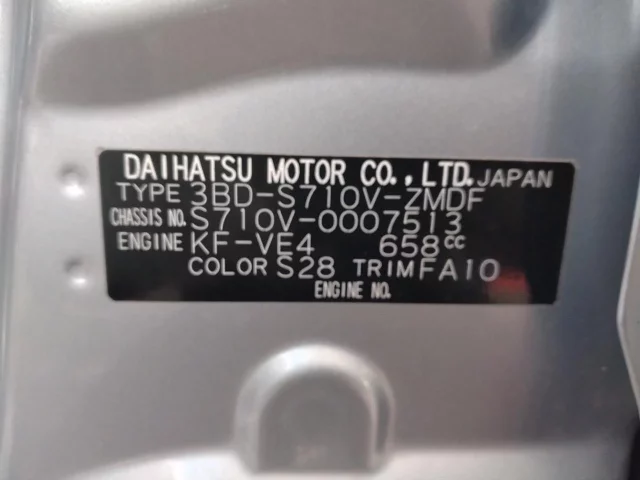 DAIHATSU MOTOR CO., LTD. JAPAN
TYPE 3BD-S710V-ZMDF
CHASSIS NO. S710V-0007513
ENGINE KF-VE4 658cc
COLOR S28 TRIM FA10
ENGINE NO.